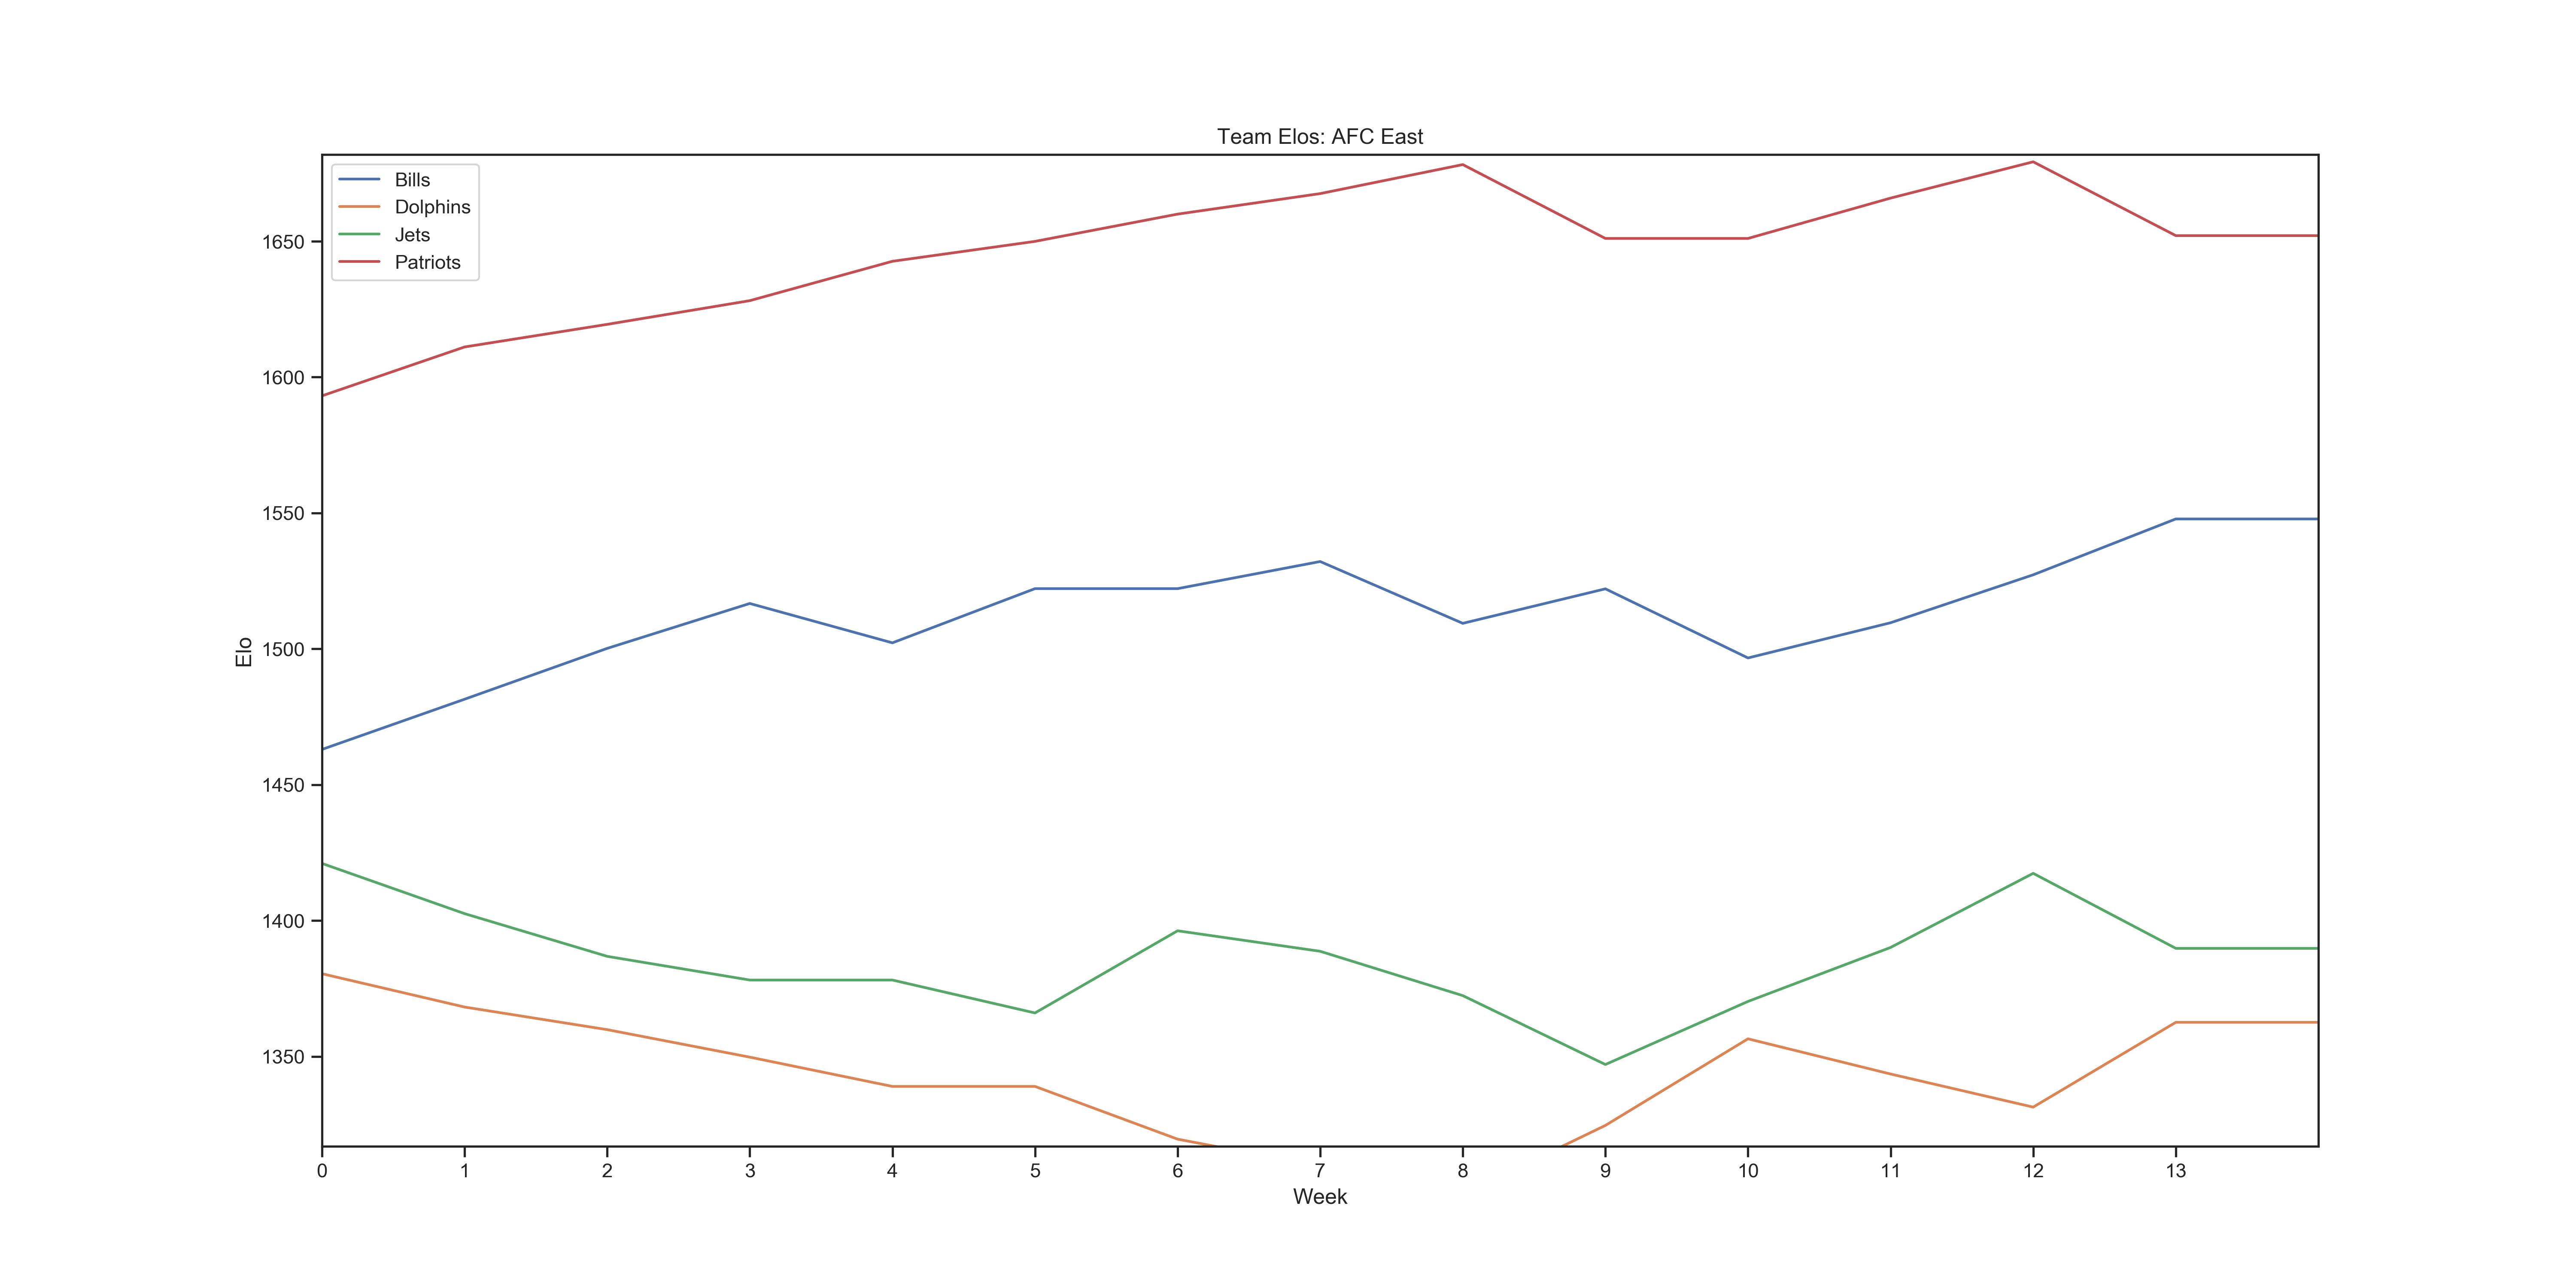 Team Elos: AFC East
Bills
Dolphins
Jets
Patriots
Elo
1650
1600
1550
1500
1450
1400
1350
0 1 2 3 4 5 6 7 8 9 10 11 12 13
Week